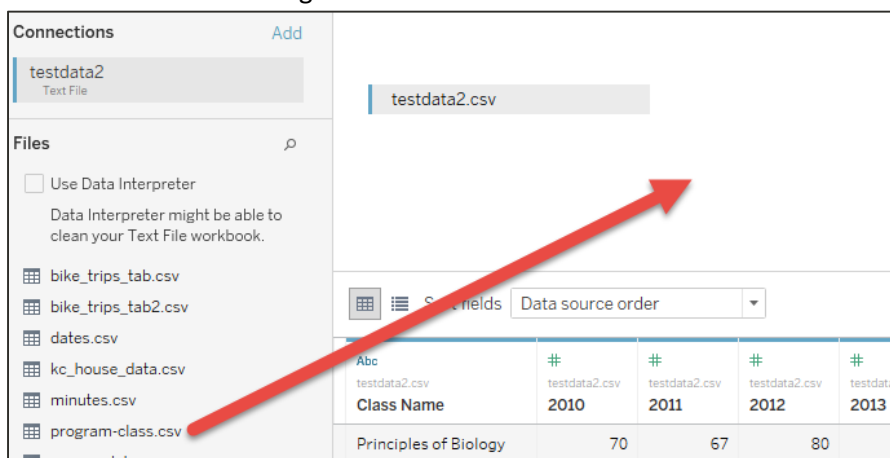 Connections Add
testdata2
Text File
testdata2.csv
Files
Use Data Interpreter
Data Interpreter might be able to
clean your Text File workbook.
bike_trips_tab.csv
bike_trips_tab2.csv
dates.csv
kc_house_data.csv
minutes.csv
program-class.csv
fields Data source order
Abc # # # #
testdata2.csv testdata2.csv testdata2.csv testdata2.csv
Class Name 2010 2011 2012 2013
Principles of Biology 70 67 80